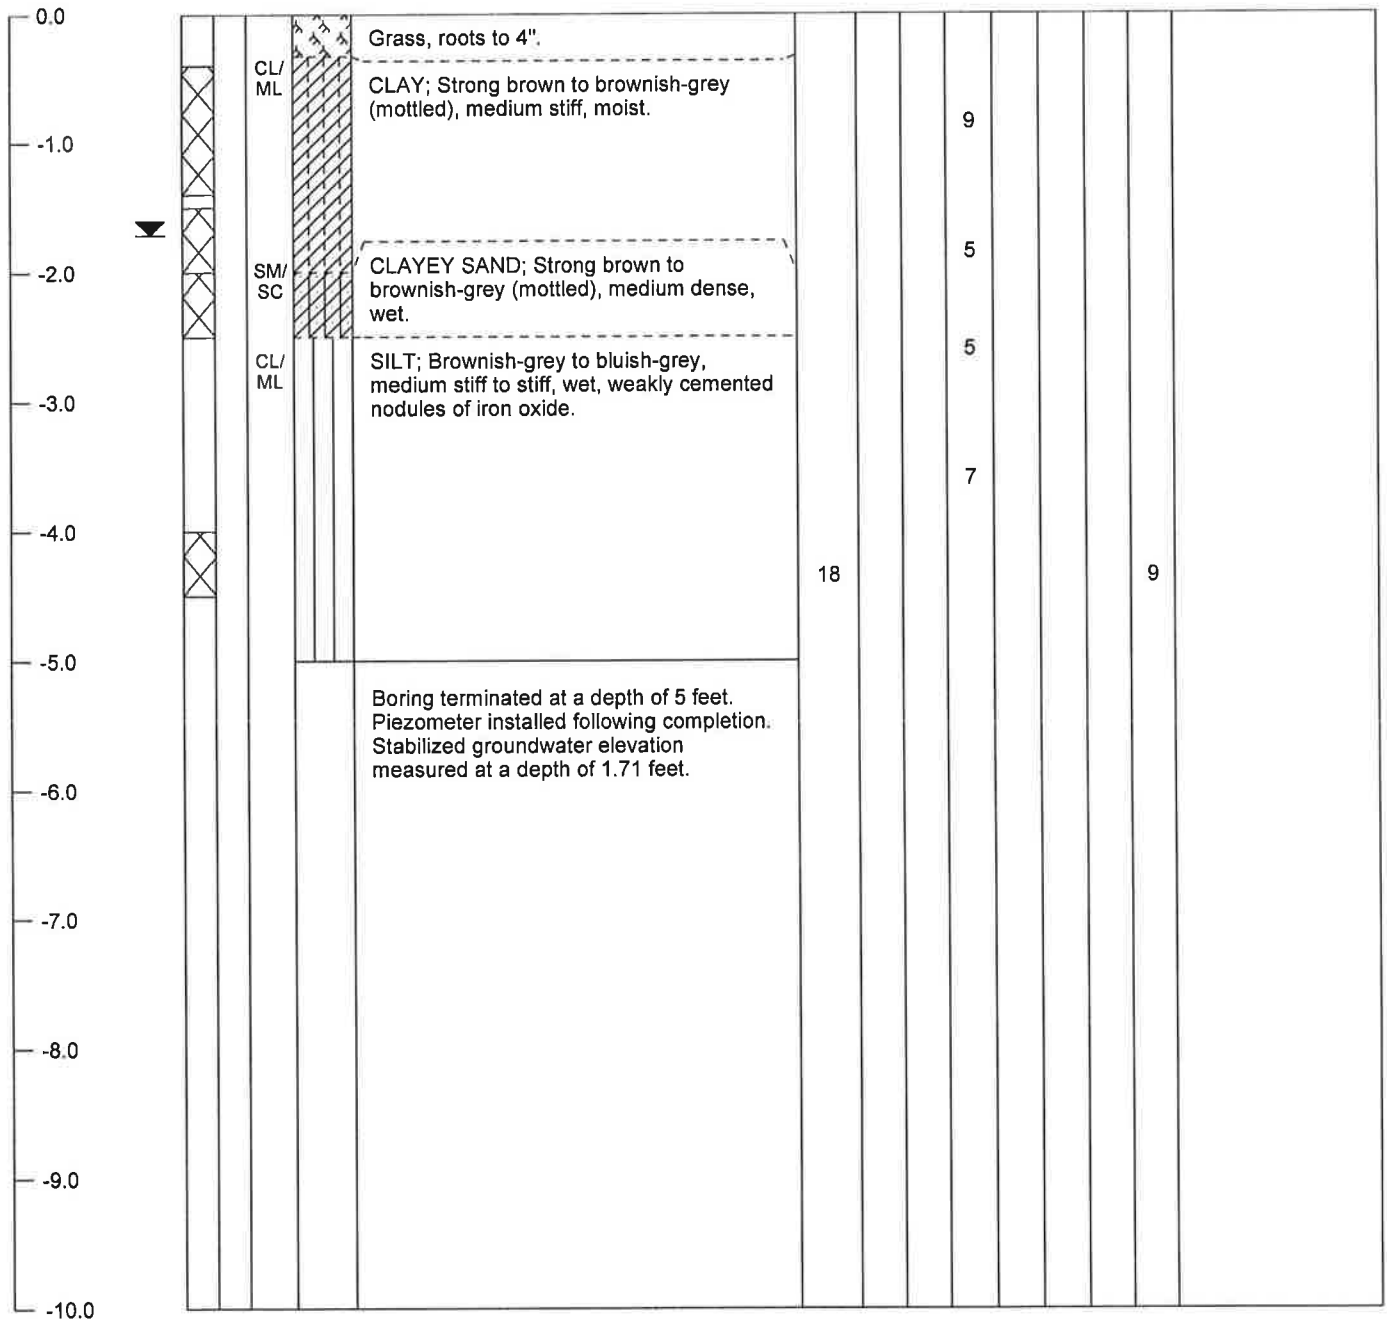 0.0
Grass, roots to 4".
CL/
ML
CLAY; Strong brown to brownish-grey
(mottled), medium stiff, moist.
9
-1.0
5
-2.0
SM/
SC
CLAYEY SAND; Strong brown to
brownish-grey (mottled), medium dense,
wet.
5
CL/
ML
SILT; Brownish-grey to bluish-grey,
medium stiff to stiff, wet, weakly cemented
nodules of iron oxide.
-3.0
7
-4.0
18
9
-5.0
Boring terminated at a depth of 5 feet.
Piezometer installed following completion.
Stabilized groundwater elevation
measured at a depth of 1.71 feet.
-6.0
-7.0
-8.0
-9.0
-10.0